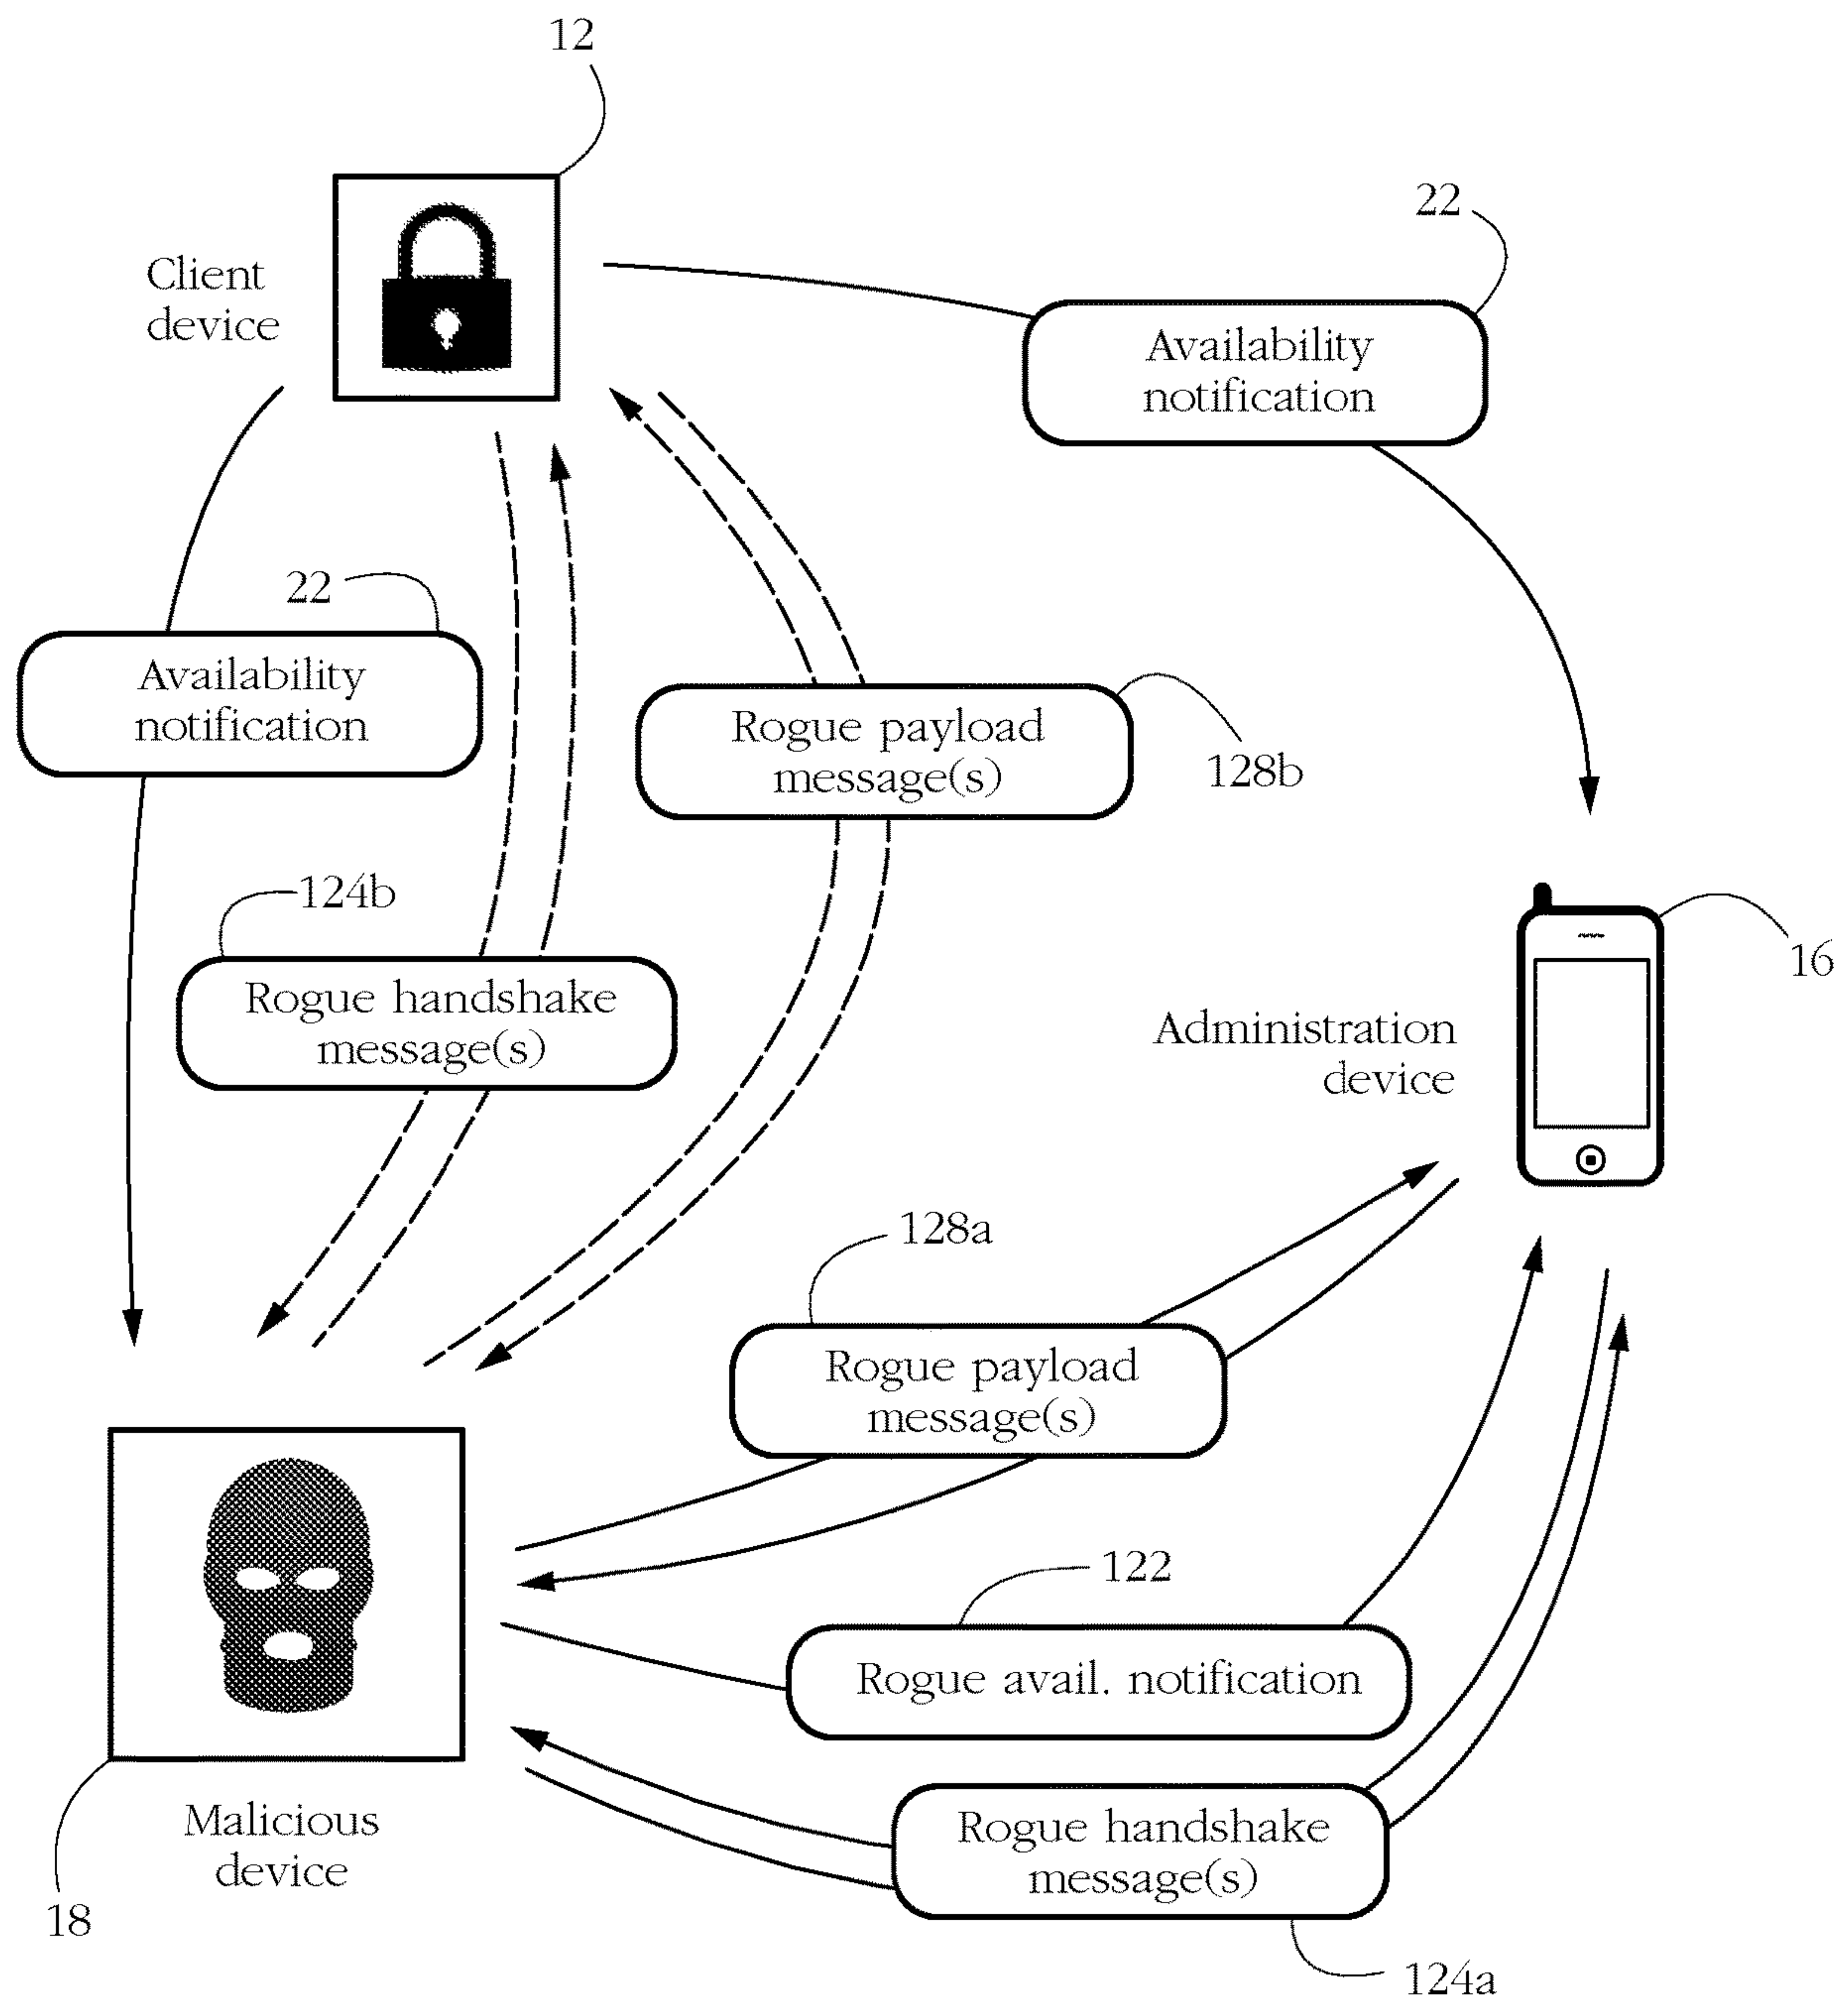 12
22
Client
device
Availability
notification
22
Availability
notification
Rogue payload
message(s)
128b
124b
Rogue handshake
message(s)
16
Administration
device
128a
Rogue payload
message(s)
122
Rogue avail. notification
Malicious
device
18
Rogue handshake
message(s)
124a